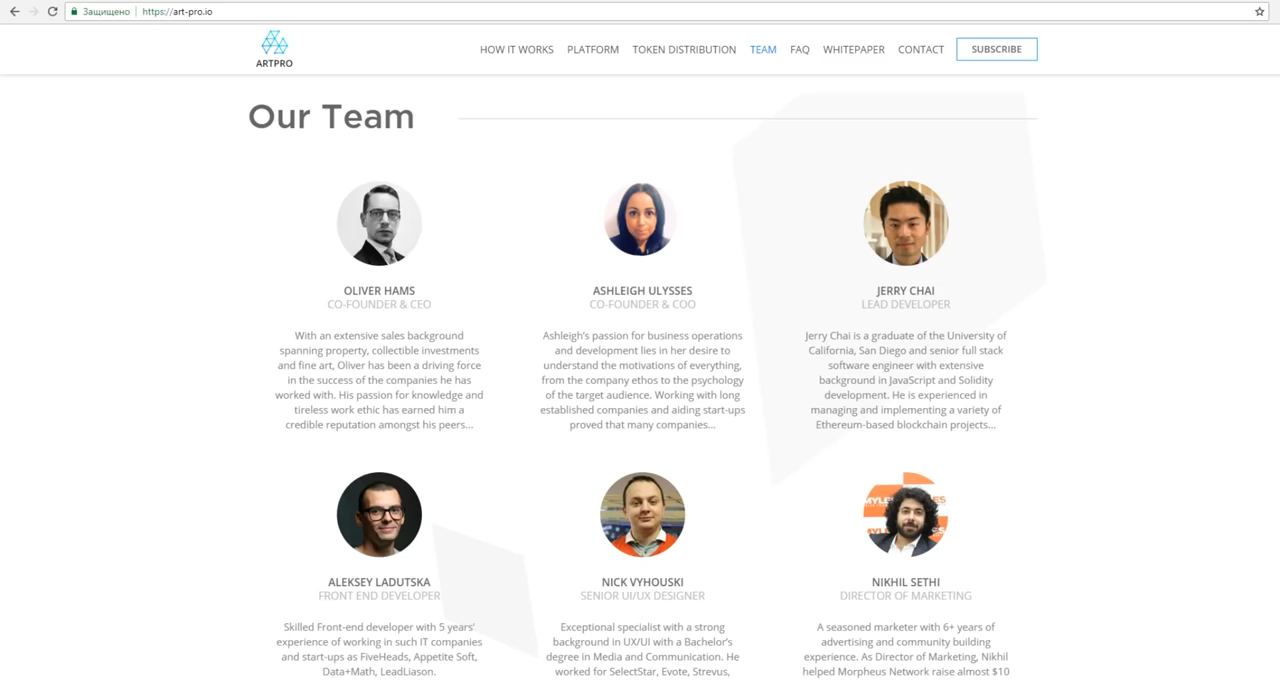 Защищено https://art-pro.io
ARTPRO
HOW IT WORKS PLATFORM TOKEN DISTRIBUTION TEAM FAQ WHITEPAPER CONTACT SUBSCRIBE
Our Team
OLIVER HAMS
CO-FOUNDER & CEO
With an extensive sales background
spanning property, collectible investments
and fine art, Oliver has been a driving force
in the success of the companies he has
worked with. His passion for knowledge and
tireless work ethic has earned him a
credible reputation amongst his peers...
ASHLEIGH ULYSSES
CO-FOUNDER & COO
Ashleigh's passion for business operations
and development lies in her desire to
understand the motivations of everything,
from the company ethos to the psychology
of the target audience. Working with long
established companies and aiding start-ups
proved that many companies...
JERRY CHAI
LEAD DEVELOPER
Jerry Chai is a graduate of the University of
California, San Diego and senior full stack
software engineer with extensive
background in JavaScript and Solidity
development. He is experienced in
managing and implementing a variety of
Ethereum-based blockchain projects...
ALEKSEY LADUTSKA
FRONT END DEVELOPER
Skilled Front-end developer with 5 years'
experience of working in such IT companies
and start-ups as FiveHeads, Appetite Soft,
Data+Math, LeadLiason.
NICK VYHOUSKI
SENIOR UI/UX DESIGNER
Exceptional specialist with a strong
background in UX/UI with a Bachelor's
degree in Media and Communication. He
worked for SelectStar, Evote, Strevus,
NIKHIL SETHI
DIRECTOR OF MARKETING
A seasoned marketer with 6+ years of
advertising and community building
experience. As Director of Marketing, Nikhil
helped Morpheus Network raise almost $10